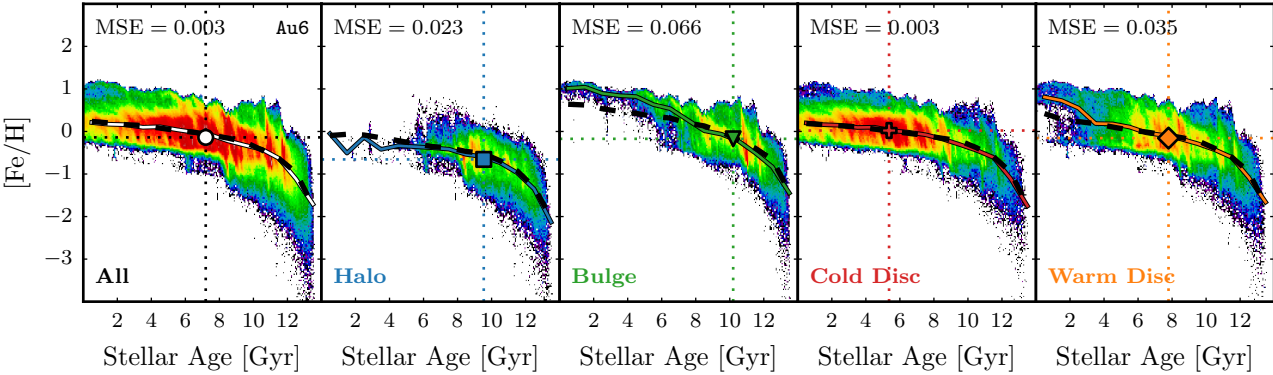 MSE = 0.003 Au6 MSE = 0.023 MSE = 0.066 MSE = 0.003 MSE = 0.035
2
1
0
−1
−2
−3
[Fe/H]
All Halo Bulge Cold Disc Warm Disc
2 4 6 8 10 12 2 4 6 8 10 12 2 4 6 8 10 12 2 4 6 8 10 12 2 4 6 8 10 12
Stellar Age [Gyr] Stellar Age [Gyr] Stellar Age [Gyr] Stellar Age [Gyr] Stellar Age [Gyr]